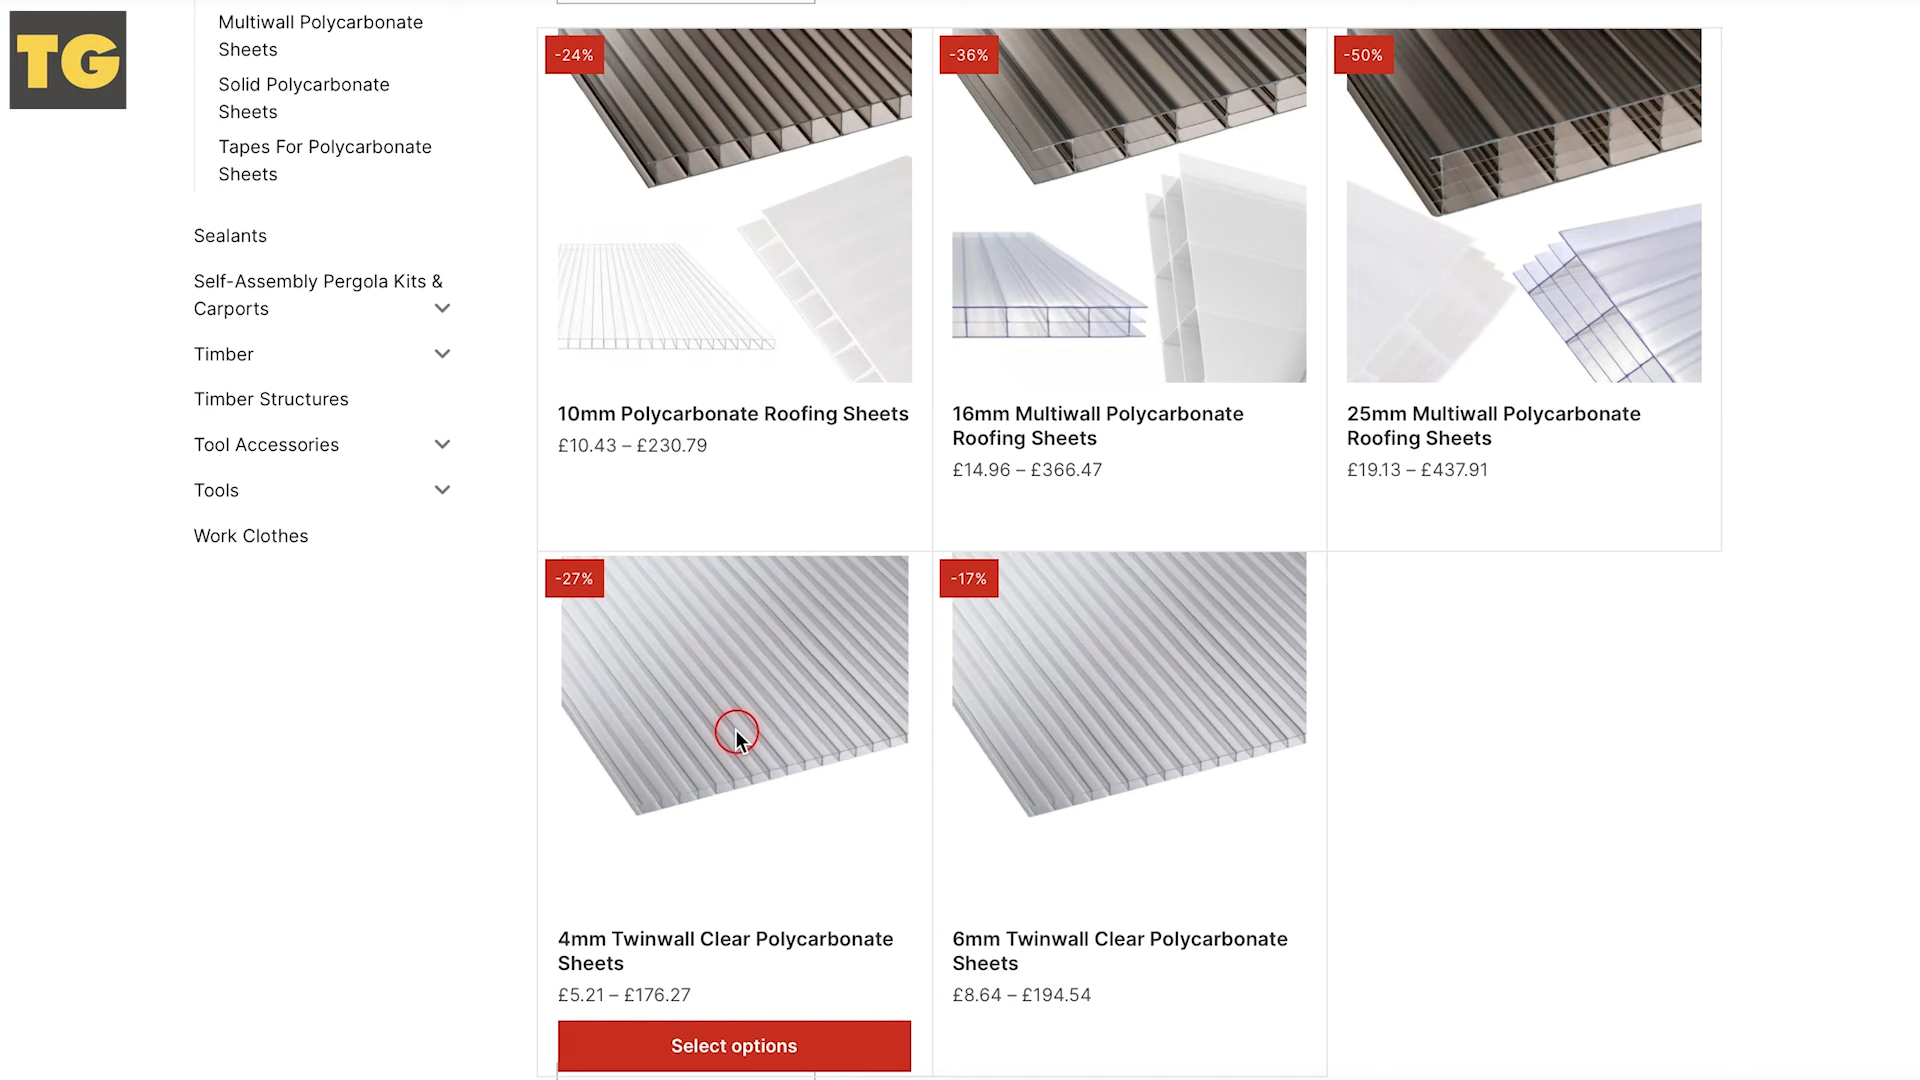 TG
Multiwall Polycarbonate
Sheets
Solid Polycarbonate
Sheets
Tapes For Polycarbonate
Sheets
Sealants
Self-Assembly Pergola Kits &
Carports
Timber
Timber Structures
Tool Accessories
Tools
Work Clothes
-24%
10mm Polycarbonate Roofing Sheets
£10.43 – £230.79
-36%
16mm Multiwall Polycarbonate
Roofing Sheets
£14.96 – £366.47
-50%
25mm Multiwall Polycarbonate
Roofing Sheets
£19.13 – £437.91
-27%
4mm Twinwall Clear Polycarbonate
Sheets
£5.21 – £176.27
Select options
-17%
6mm Twinwall Clear Polycarbonate
Sheets
£8.64 – £194.54